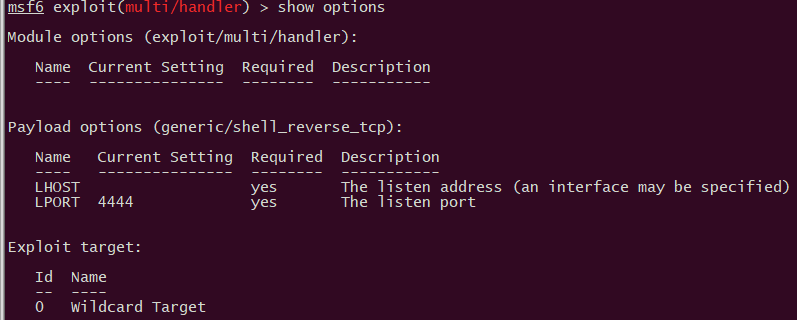 msf6 exploit(multi/handler) > show options
Module options (exploit/multi/handler):
Name  Current Setting  Required  Description
----  ---------------  --------  -----------
Payload options (generic/shell_reverse_tcp):
Name   Current Setting  Required  Description
----   ---------------  --------  -----------
LHOST                   yes       The listen address (an interface may be specified)
LPORT  4444             yes       The listen port
Exploit target:
Id  Name
--  ----
0   Wildcard Target